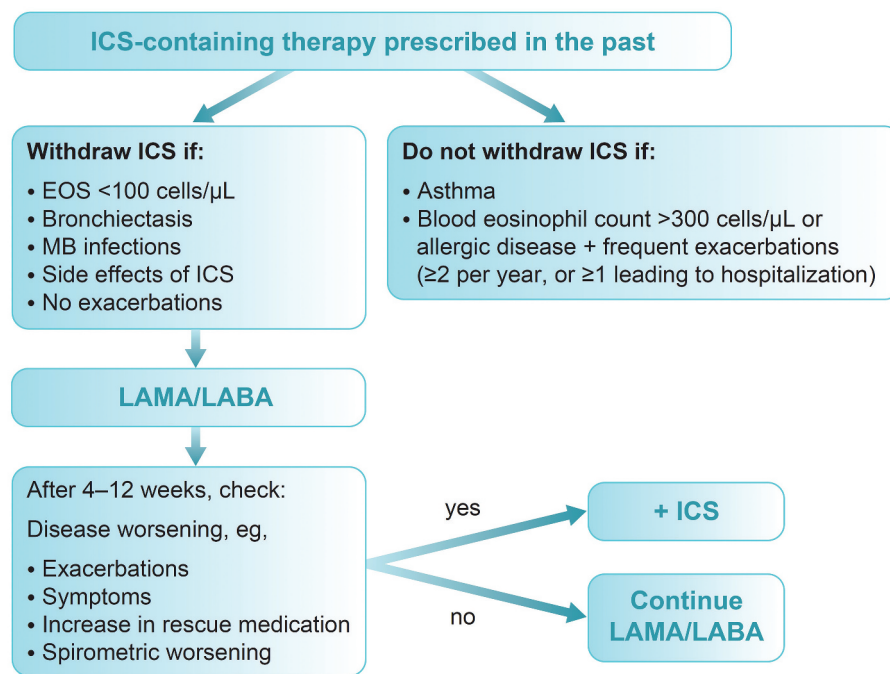 ICS-containing therapy prescribed in the past
Withdraw ICS if:
• EOS <100 cells/µL
• Bronchiectasis
• MB infections
• Side effects of ICS
• No exacerbations
Do not withdraw ICS if:
• Asthma
• Blood eosinophil count >300 cells/µL or
allergic disease + frequent exacerbations
(≥2 per year, or ≥1 leading to hospitalization)
LAMA/LABA
After 4–12 weeks, check:
Disease worsening, eg,
• Exacerbations
• Symptoms
• Increase in rescue medication
• Spirometric worsening
yes
+ ICS
no
Continue
LAMA/LABA